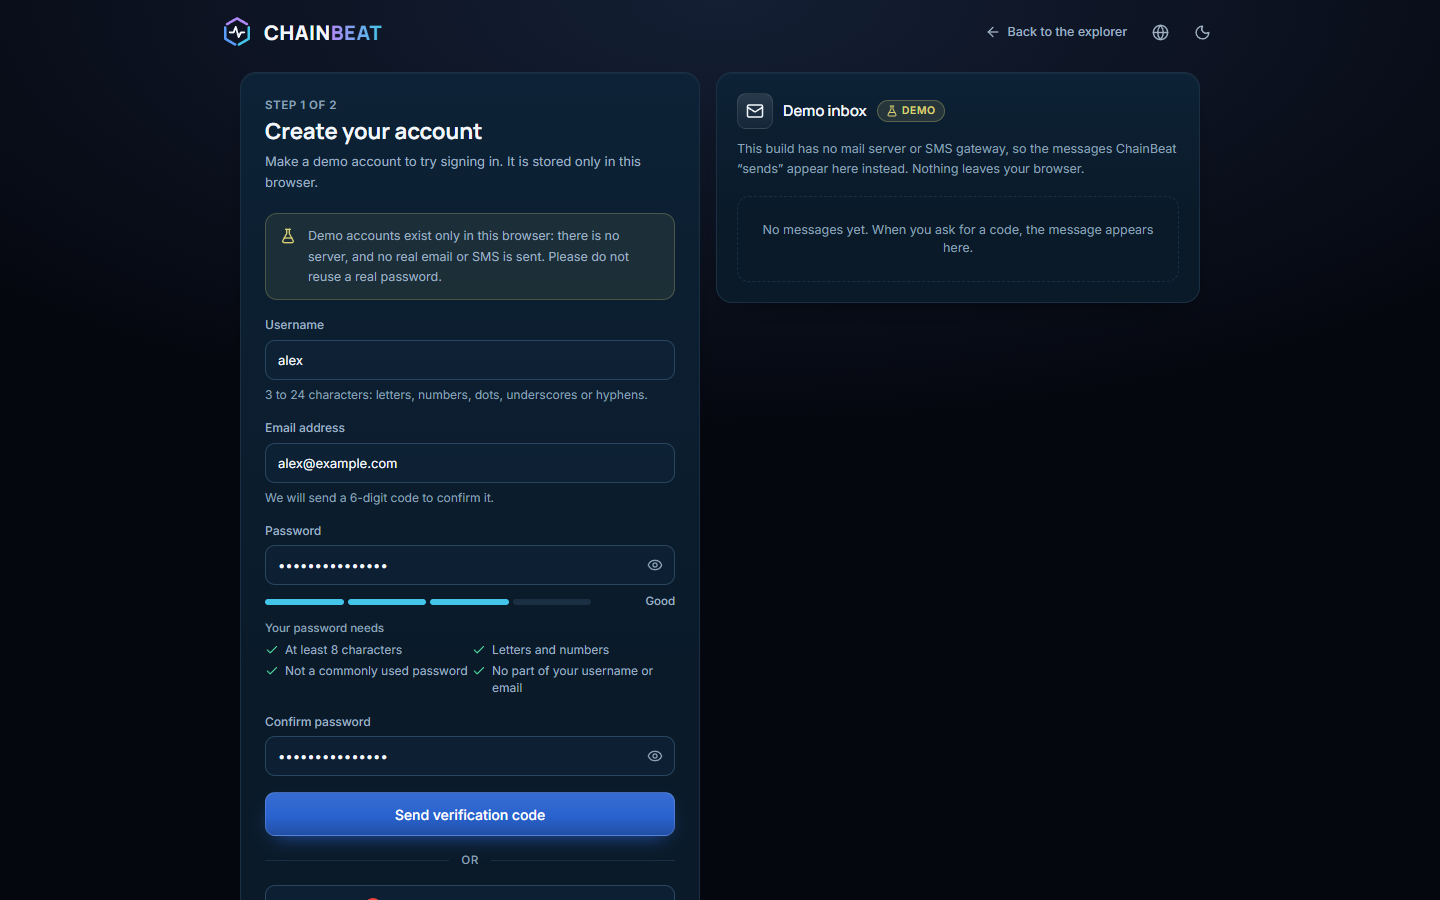 CHAINBEAT
Back to the explorer
STEP 1 OF 2
Create your account
Make a demo account to try signing in. It is stored only in this
browser.
Demo accounts exist only in this browser: there is no
server, and no real email or SMS is sent. Please do not
reuse a real password.
Username
alex
3 to 24 characters: letters, numbers, dots, underscores or hyphens.
Email address
alex@example.com
We will send a 6-digit code to confirm it.
Password
•••••••••••••••
Good
Your password needs
At least 8 characters
Letters and numbers
Not a commonly used password
No part of your username or
email
Confirm password
•••••••••••••••
Send verification code
OR
Demo inbox
DEMO
This build has no mail server or SMS gateway, so the messages ChainBeat
“sends” appear here instead. Nothing leaves your browser.
No messages yet. When you ask for a code, the message appears
here.